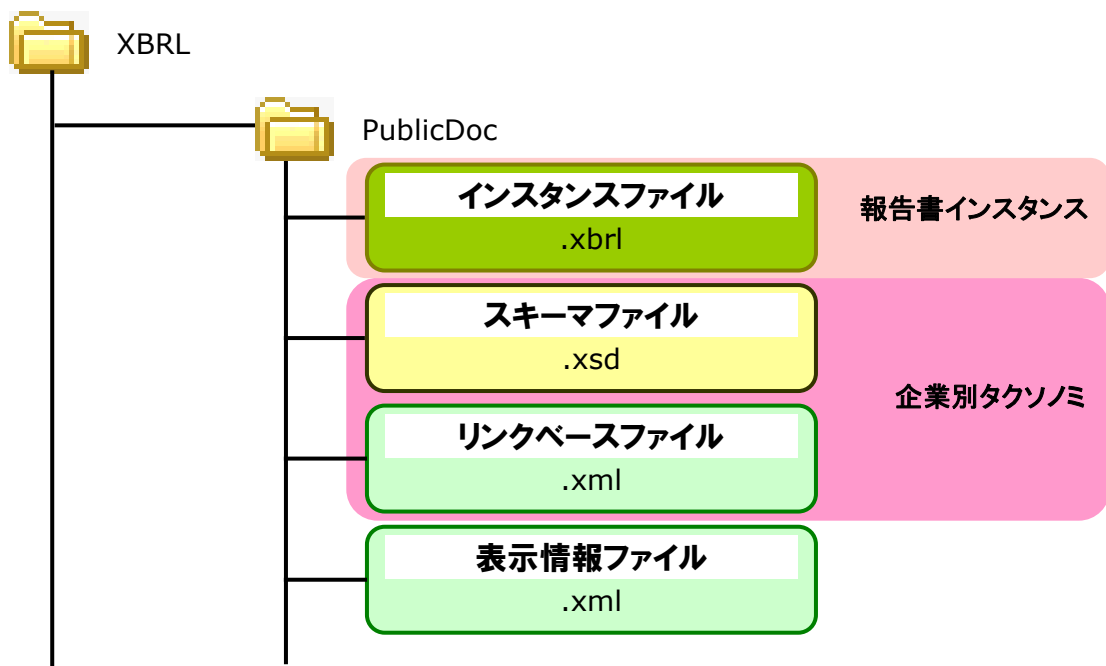 XBRL
PublicDoc
インスタンスファイル
.xbrl
報告書インスタンス
スキーマファイル
.xsd
企業別タクソノミ
リンクベースファイル
.xml
表示情報ファイル
.xml